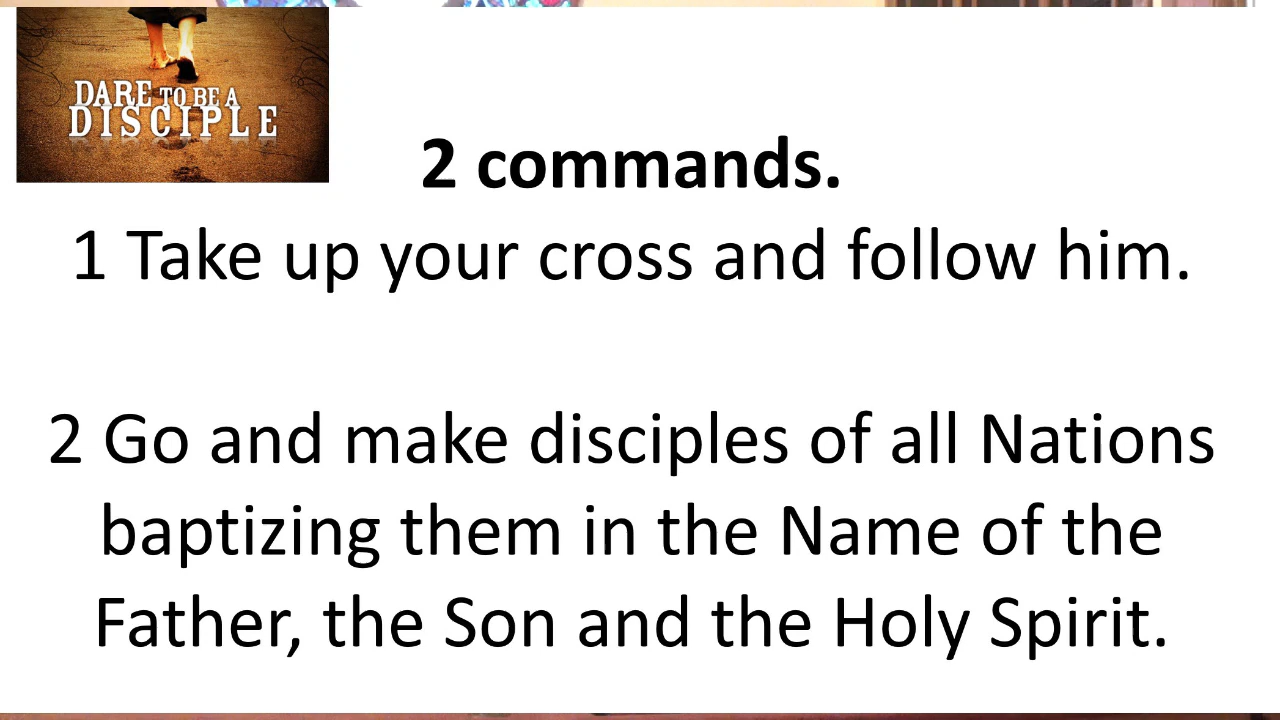 DARE TO BE A
DISCIPLE
2 commands.
1 Take up your cross and follow him.
2 Go and make disciples of all Nations
baptizing them in the Name of the
Father, the Son and the Holy Spirit.